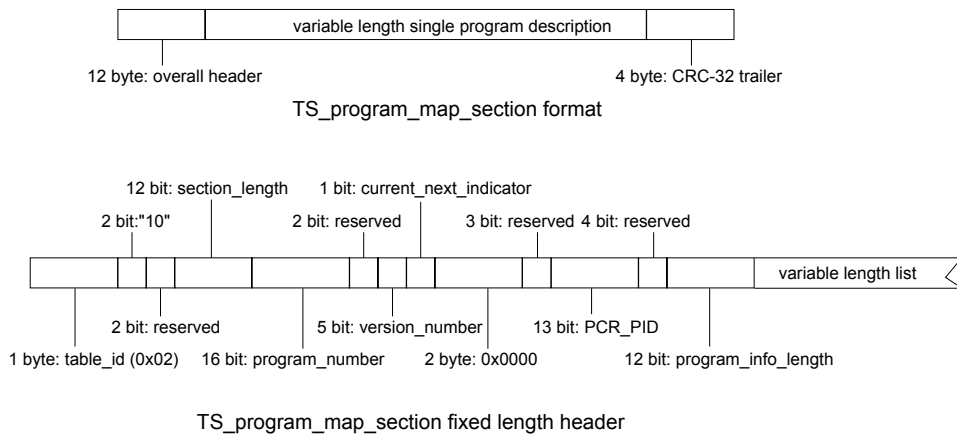 variable length single program description
12 byte: overall header
4 byte: CRC-32 trailer
TS_program_map_section format
12 bit: section_length
1 bit: current_next_indicator
2 bit:"10"
2 bit: reserved
3 bit: reserved
4 bit: reserved
variable length list
2 bit: reserved
5 bit: version_number
13 bit: PCR_PID
1 byte: table_id (0x02)
16 bit: program_number
2 byte: 0x0000
12 bit: program_info_length
TS_program_map_section fixed length header